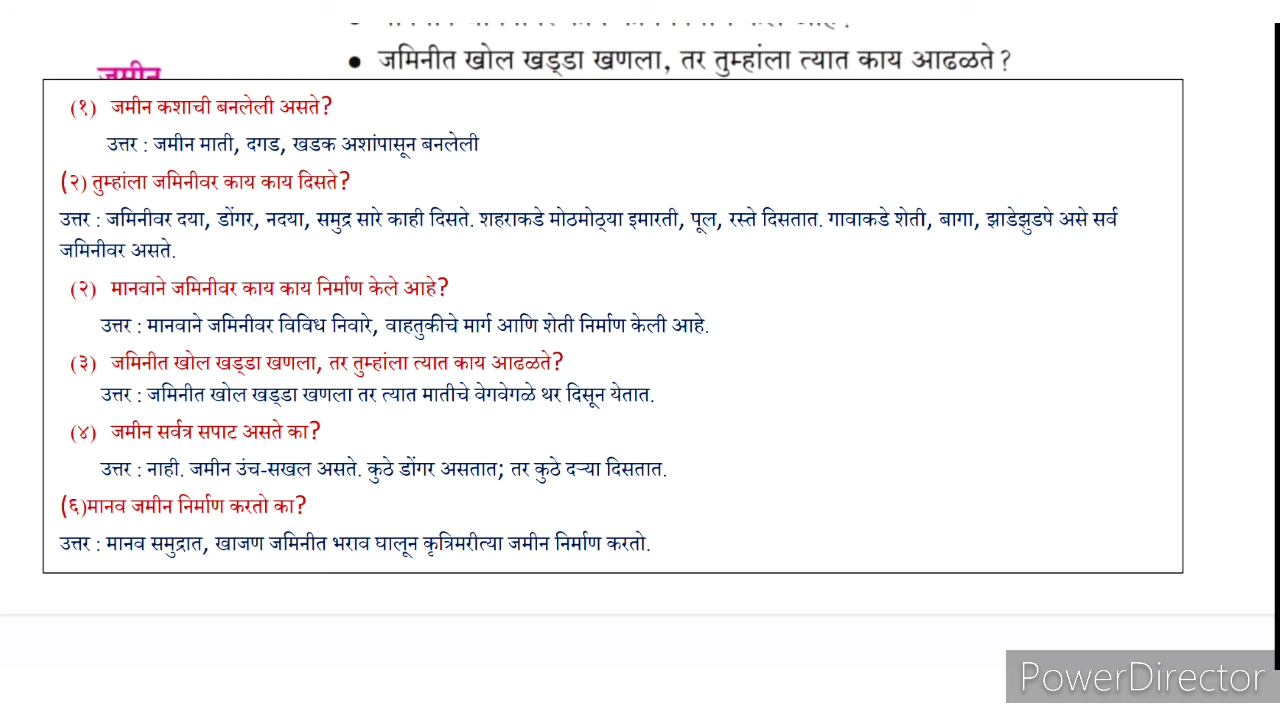 • जमिनीत खोल खड्डा खणला, तर तुम्हांला त्यात काय आढळते ?
जमीन
(१) जमीन कशाची बनलेली असते?
उत्तर : जमीन माती, दगड, खडक अशांपासून बनलेली
(२) तुम्हांला जमिनीवर काय काय दिसते?
उत्तर : जमिनीवर दया, डोंगर, नदया, समुद्र सारे काही दिसते. शहराकडे मोठमोठ्या इमारती, पूल, रस्ते दिसतात. गावाकडे शेती, बागा, झाडेझुडपे असे सर्व
जमिनीवर असते.
(२) मानवाने जमिनीवर काय काय निर्माण केले आहे?
उत्तर : मानवाने जमिनीवर विविध निवारे, वाहतुकीचे मार्ग आणि शेती निर्माण केली आहे.
(३) जमिनीत खोल खड्डा खणला, तर तुम्हांला त्यात काय आढळते?
उत्तर : जमिनीत खोल खड्डा खणला तर त्यात मातीचे वेगवेगळे थर दिसून येतात.
(४) जमीन सर्वत्र सपाट असते का?
उत्तर : नाही. जमीन उंच-सखल असते. कुठे डोंगर असतात; तर कुठे दऱ्या दिसतात.
(६)मानव जमीन निर्माण करतो का?
उत्तर : मानव समुद्रात, खाजण जमिनीत भराव घालून कृत्रिमरीत्या जमीन निर्माण करतो.
PowerDirector